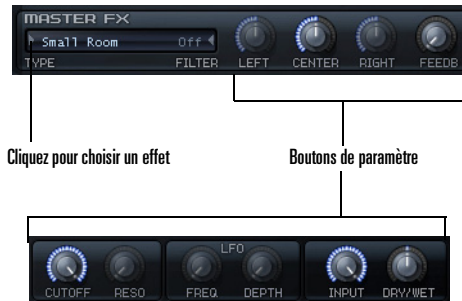 MASTER FX
Small Room Off
TYPE FILTER LEFT CENTER RIGHT FEEDB
Cliquez pour choisir un effet Boutons de paramètre
LFO
CUTOFF RESO FREQ DEPTH INPUT DRY/WET